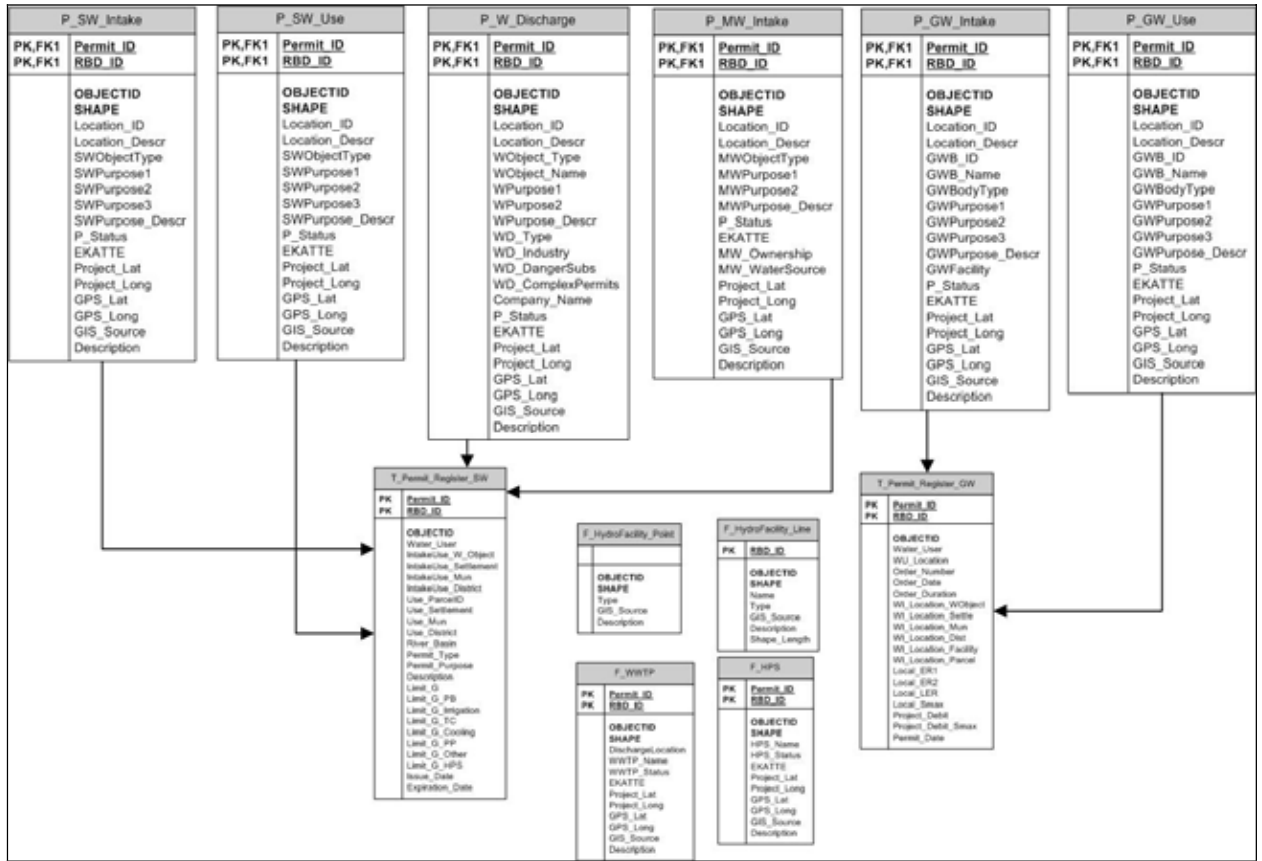 P_SW_Intake
PK,FK1 Permit_ID
PK,FK1 RBD_ID
OBJECTID
SHAPE
Location_ID
Location_Descr
SWObjectType
SWPurpose1
SWPurpose2
SWPurpose3
SWPurpose_Descr
P_Status
EKATTE
Project_Lat
Project_Long
GPS_Lat
GPS_Long
GIS_Source
Description
P_SW_Use
PK,FK1 Permit_ID
PK,FK1 RBD_ID
OBJECTID
SHAPE
Location_ID
Location_Descr
SWObjectType
SWPurpose1
SWPurpose2
SWPurpose3
SWPurpose_Descr
P_Status
EKATTE
Project_Lat
Project_Long
GPS_Lat
GPS_Long
GIS_Source
Description
P_W_Discharge
PK,FK1 Permit_ID
PK,FK1 RBD_ID
OBJECTID
SHAPE
Location_ID
Location_Descr
WObject_Type
WObject_Name
WPurpose1
WPurpose2
WPurpose_Descr
WD_Type
WD_Industry
WD_DangerSubs
WD_ComplexPermits
Company_Name
P_Status
EKATTE
Project_Lat
Project_Long
GPS_Lat
GPS_Long
GIS_Source
Description
P_MW_Intake
PK,FK1 Permit_ID
PK,FK1 RBD_ID
OBJECTID
SHAPE
Location_ID
Location_Descr
MWObjectType
MWPurpose1
MWPurpose2
MWPurpose_Descr
P_Status
EKATTE
MW_Ownership
MW_WaterSource
Project_Lat
Project_Long
GPS_Lat
GPS_Long
GIS_Source
Description
P_GW_Intake
PK,FK1 Permit_ID
PK,FK1 RBD_ID
OBJECTID
SHAPE
Location_ID
Location_Descr
GWB_ID
GWB_Name
GWBodyType
GWPurpose1
GWPurpose2
GWPurpose3
GWPurpose_Descr
GWFacility
P_Status
EKATTE
Project_Lat
Project_Long
GPS_Lat
GPS_Long
GIS_Source
Description
P_GW_Use
PK,FK1 Permit_ID
PK,FK1 RBD_ID
OBJECTID
SHAPE
Location_ID
Location_Descr
GWB_ID
GWB_Name
GWBodyType
GWPurpose1
GWPurpose2
GWPurpose3
GWPurpose_Descr
P_Status
EKATTE
Project_Lat
Project_Long
GPS_Lat
GPS_Long
GIS_Source
Description
T_Permit_Register_SW
PK Permit_ID
PK RBD_ID
OBJECTID
Water_User
IntakeUse_W_Object
IntakeUse_Settlement
IntakeUse_Mun
IntakeUse_District
Use_ParcelID
Use_Settlement
Use_Mun
Use_District
River_Basin
Permit_Type
Permit_Purpose
Description
Limit_G
Limit_G_PB
Limit_G_Irrigation
Limit_G_TC
Limit_G_Cooling
Limit_G_PP
Limit_G_Other
Limit_G_HPS
Issue_Date
Expiration_Date
F_HydroFacility_Point
OBJECTID
SHAPE
Type
GIS_Source
Description
F_HydroFacility_Line
PK RBD_ID
OBJECTID
SHAPE
Name
Type
GIS_Source
Description
Shape_Length
F_WWTP
PK Permit_ID
PK RBD_ID
OBJECTID
SHAPE
DischargeLocation
WWTP_Name
WWTP_Status
EKATTE
Project_Lat
Project_Long
GPS_Lat
GPS_Long
GIS_Source
Description
F_HPS
PK Permit_ID
PK RBD_ID
OBJECTID
SHAPE
HPS_Name
HPS_Status
EKATTE
Project_Lat
Project_Long
GPS_Lat
GPS_Long
GIS_Source
Description
T_Permit_Register_GW
PK Permit_ID
PK RBD_ID
OBJECTID
Water_User
WU_Location
Order_Number
Order_Date
Order_Duration
WI_Location_WObject
WI_Location_Settle
WI_Location_Mun
WI_Location_Dist
WI_Location_Facility
WI_Location_Parcel
Local_ER1
Local_ER2
Local_LER
Local_Smax
Project_Debit
Project_Debit_Smax
Permit_Date